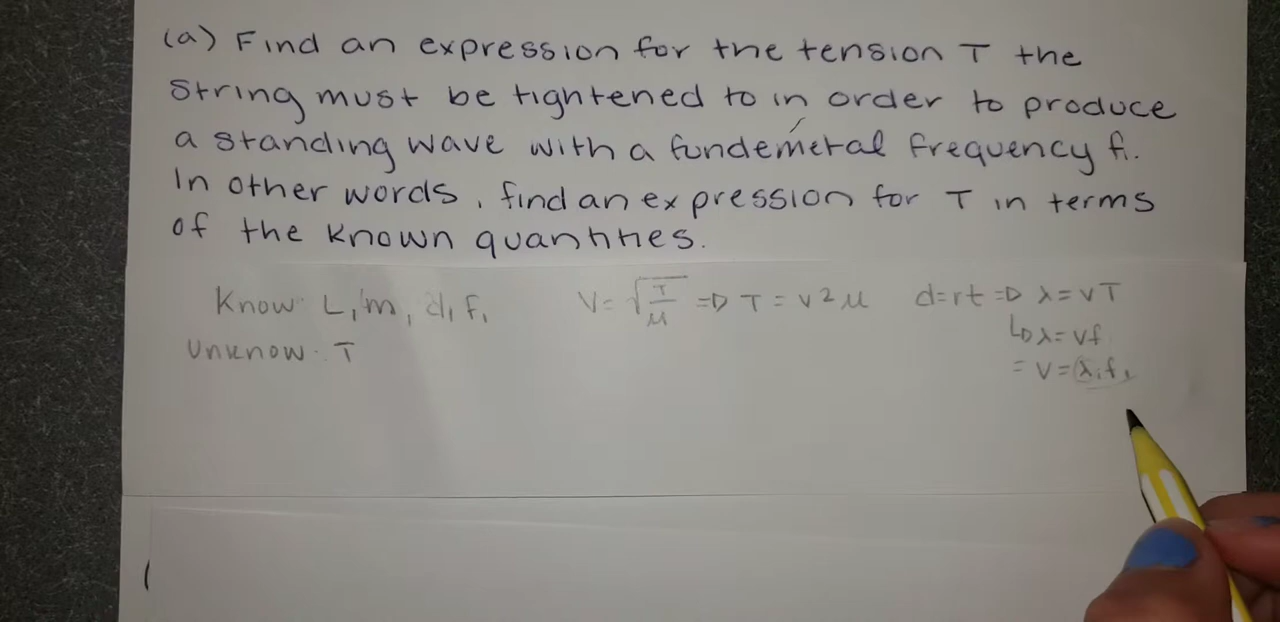 (a) Find an expression for the tension T the
string must be tightened to in order to produce
a standing wave with a fundemetal frequency f₁.
In other words, find an expression for T in terms
of the known quantities.
Know: L, m, d, f₁
V = √(T/μ) => T = v²μ
d=rt => λ = vT
↳ λ = vf
= V = λ₁f₁
Unknow: T
(